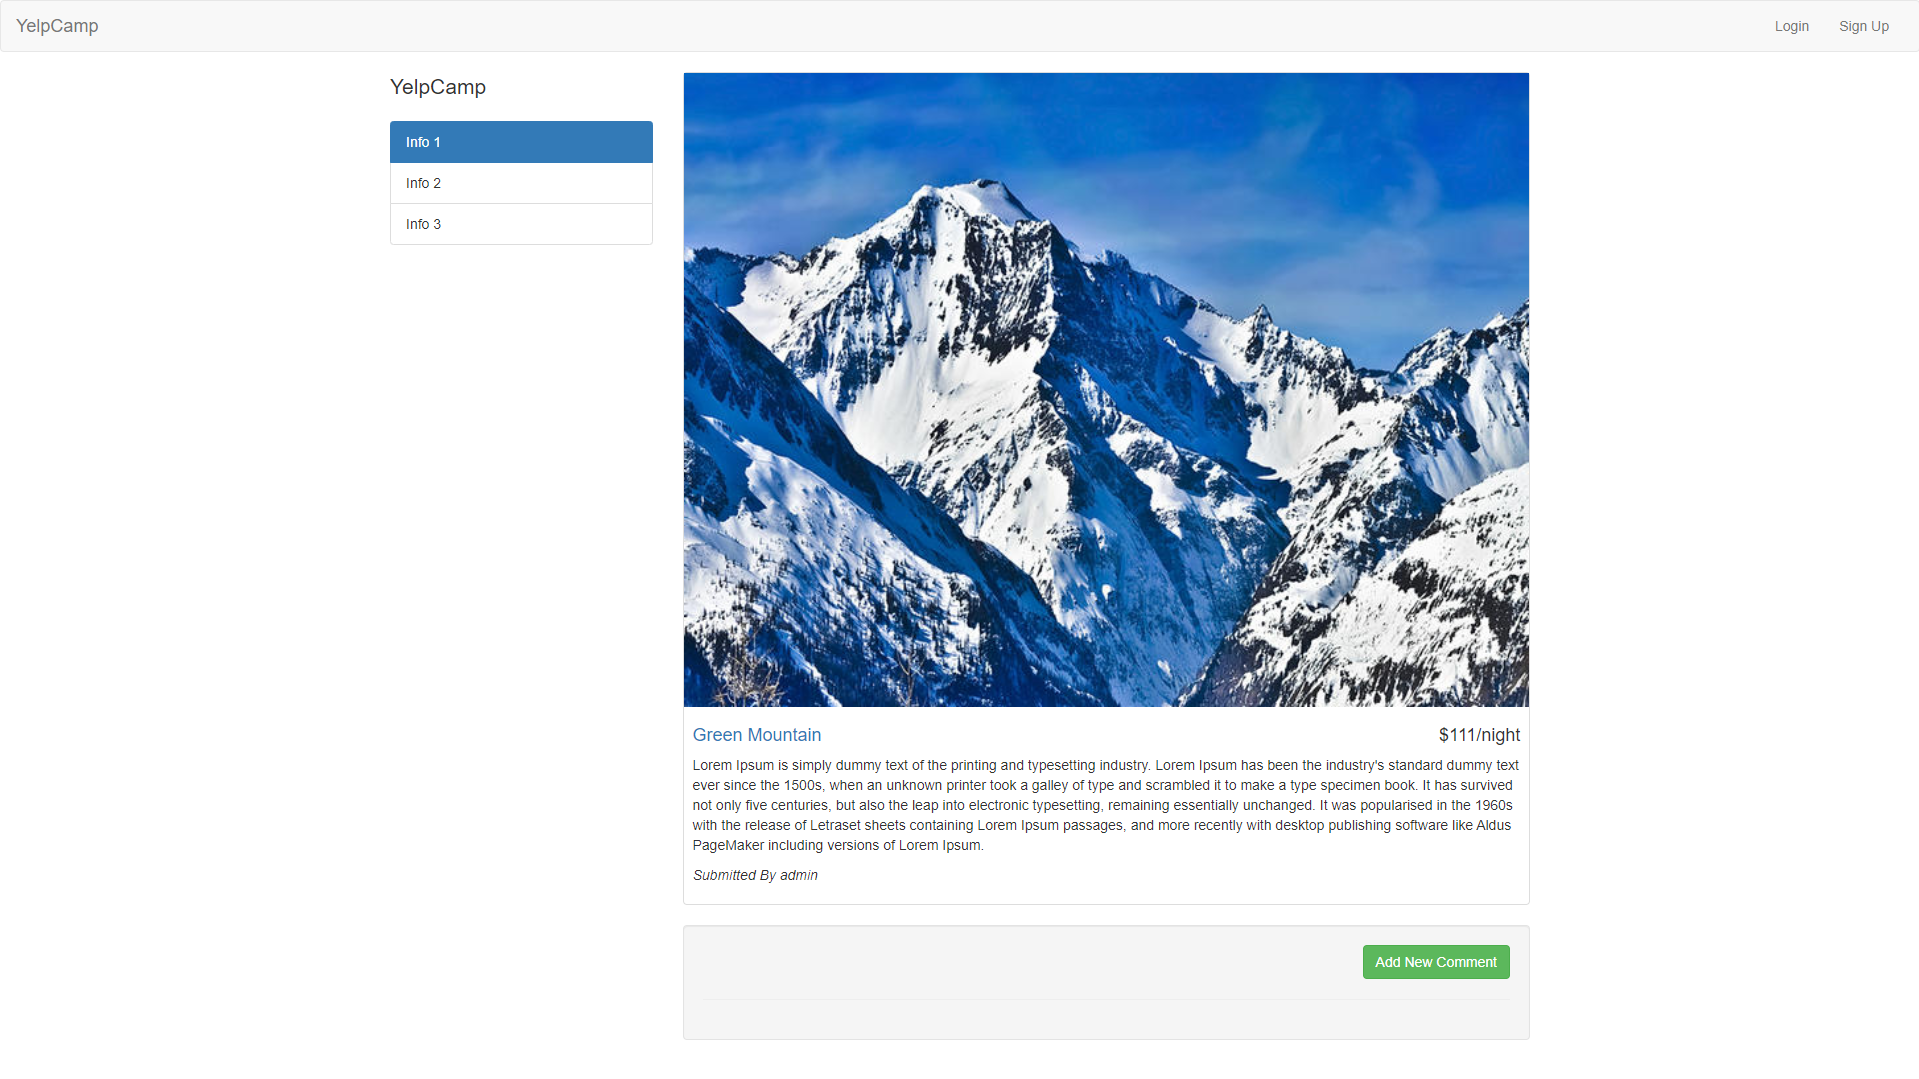 YelpCamp
Login
Sign Up
YelpCamp
Info 1
Info 2
Info 3
Green Mountain
$111/night
Lorem Ipsum is simply dummy text of the printing and typesetting industry. Lorem Ipsum has been the industry's standard dummy text
ever since the 1500s, when an unknown printer took a galley of type and scrambled it to make a type specimen book. It has survived
not only five centuries, but also the leap into electronic typesetting, remaining essentially unchanged. It was popularised in the 1960s
with the release of Letraset sheets containing Lorem Ipsum passages, and more recently with desktop publishing software like Aldus
PageMaker including versions of Lorem Ipsum.
Submitted By admin
Add New Comment